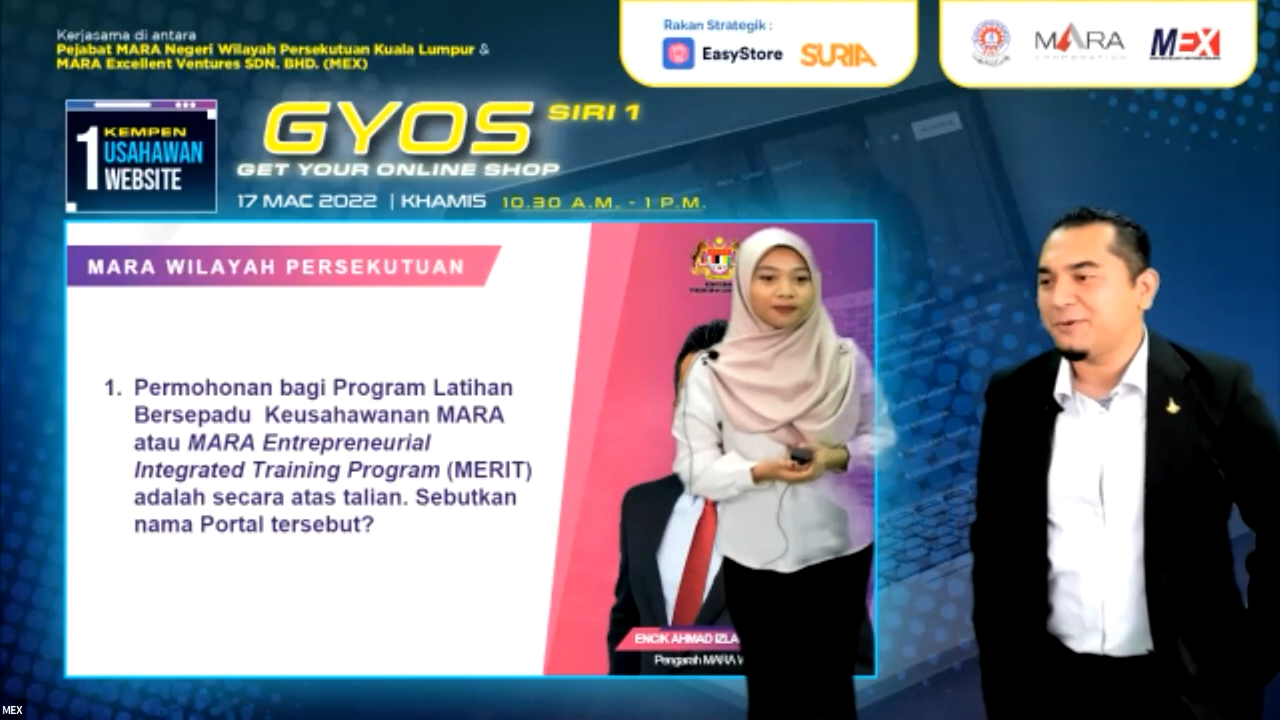 Kerjasama di antara
Pejabat MARA Negeri Wilayah Persekutuan Kuala Lumpur &
MARA Excellent Ventures SDN. BHD. (MEX)
Rakan Strategik :
EasyStore SURIA
MARA
CORPORATION
MEX
1 KEMPEN
USAHAWAN
WEBSITE
GYOS SIRI 1
GET YOUR ONLINE SHOP
17 MAC 2022 | KHAMIS 10.30 A.M. - 1 P.M.
MARA WILAYAH PERSEKUTUAN
1. Permohonan bagi Program Latihan
Bersepadu Keusahawanan MARA
atau MARA Entrepreneurial
Integrated Training Program (MERIT)
adalah secara atas talian. Sebutkan
nama Portal tersebut?
ENCIK AHMAD IZLA
Pengarah MARA
MEX